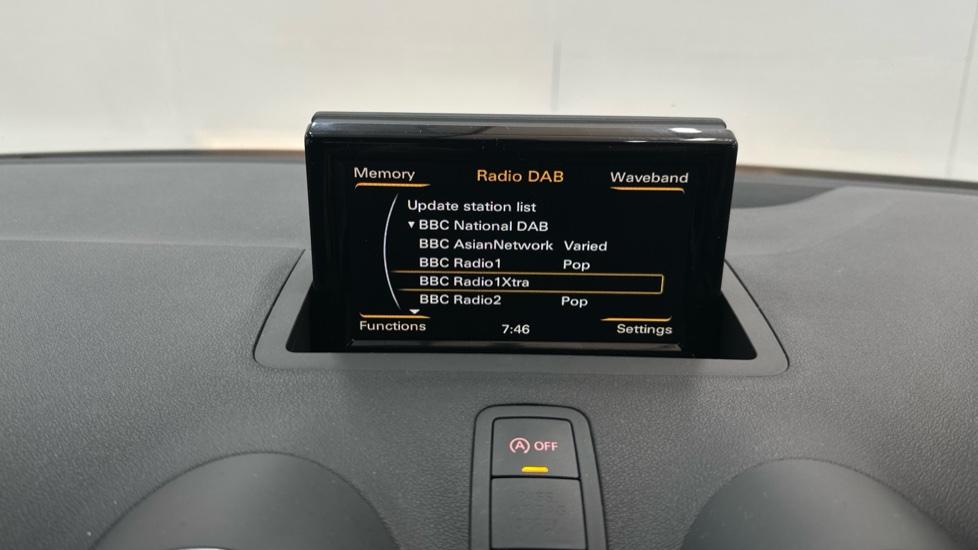 Memory Radio DAB Waveband
Update station list
BBC National DAB
BBC AsianNetwork Varied
BBC Radio1 Pop
BBC Radio1Xtra
BBC Radio2 Pop
Functions 7:46 Settings
A OFF